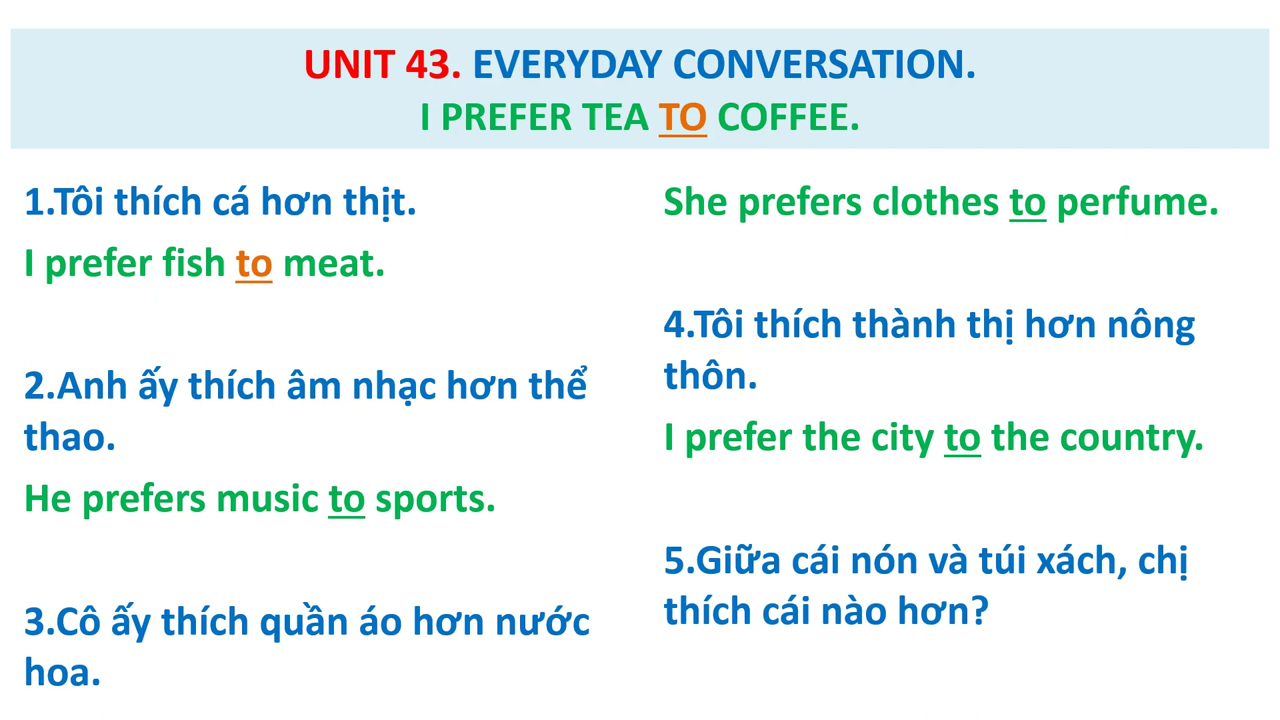 UNIT 43. EVERYDAY CONVERSATION.
I PREFER TEA TO COFFEE.
1.Tôi thích cá hơn thịt.
I prefer fish to meat.
2.Anh ấy thích âm nhạc hơn thể
thao.
He prefers music to sports.
3.Cô ấy thích quần áo hơn nước
hoa.
She prefers clothes to perfume.
4.Tôi thích thành thị hơn nông
thôn.
I prefer the city to the country.
5.Giữa cái nón và túi xách, chị
thích cái nào hơn?